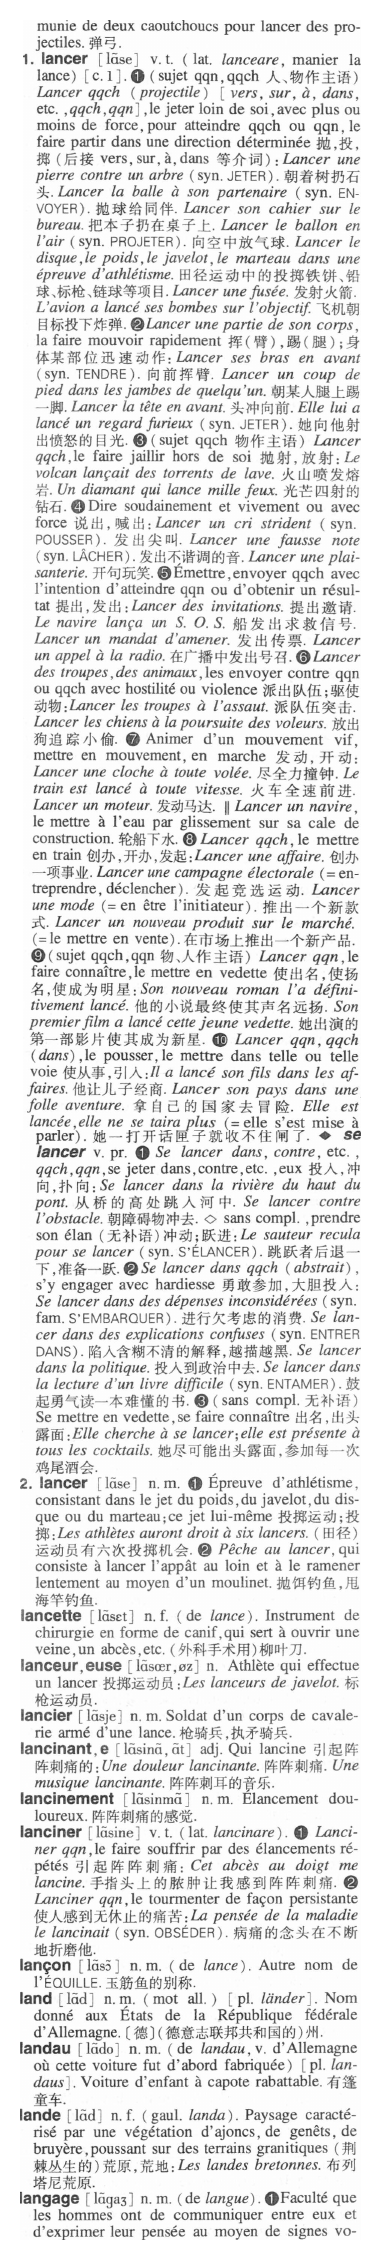 munie de deux caoutchoucs pour lancer des pro-
jectiles. 弹弓.
1. lancer [lɑ̃se] v. t. (lat. lanceare, manier la
lance) [c. 1]. ❶ (sujet qqn, qqch 人、物作主语)
Lancer qqch (projectile) [vers, sur, à, dans,
etc., qqch, qqn], le jeter loin de soi, avec plus ou
moins de force, pour atteindre qqch ou qqn, le
faire partir dans une direction déterminée 抛,投,
掷 (后接 vers, sur, à, dans 等介词): Lancer une
pierre contre un arbre (syn. JETER). 朝着树扔石
头. Lancer la balle à son partenaire (syn. EN-
VOYER). 抛球给同伴. Lancer son cahier sur le
bureau. 把本子扔在桌子上. Lancer le ballon en
l'air (syn. PROJETER). 向空中放气球. Lancer le
disque, le poids, le javelot, le marteau dans une
épreuve d'athlétisme. 田径运动中的投掷铁饼、铅
球、标枪、链球等项目. Lancer une fusée. 发射火箭.
L'avion a lancé ses bombes sur l'objectif. 飞机朝
目标投下炸弹. ❷ Lancer une partie de son corps,
la faire mouvoir rapidement 挥(臂),踢(腿);身
体某部位迅速动作: Lancer ses bras en avant
(syn. TENDRE). 向前挥臂. Lancer un coup de
pied dans les jambes de quelqu'un. 朝某人腿上踢
一脚. Lancer la tête en avant. 头冲向前. Elle lui a
lancé un regard furieux (syn. JETER). 她向他射
出愤怒的目光. ❸ (sujet qqch 物作主语) Lancer
qqch, le faire jaillir hors de soi 抛射,放射: Le
volcan lançait des torrents de lave. 火山喷发熔
岩. Un diamant qui lance mille feux. 光芒四射的
钻石. ❹ Dire soudainement et vivement ou avec
force 说出,喊出: Lancer un cri strident (syn.
POUSSER). 发出尖叫. Lancer une fausse note
(syn. LÂCHER). 发出不谐调的音. Lancer une plai-
santerie. 开句玩笑. ❺ Émettre, envoyer qqch avec
l'intention d'atteindre qqn ou d'obtenir un résul-
tat 提出,发出: Lancer des invitations. 提出邀请.
Le navire lança un S. O. S. 船发出求救信号.
Lancer un mandat d'amener. 发出传票. Lancer
un appel à la radio. 在广播中发出号召. ❻ Lancer
des troupes, des animaux, les envoyer contre qqn
ou qqch avec hostilité ou violence 派出队伍;驱使
动物: Lancer les troupes à l'assaut. 派队伍突击.
Lancer les chiens à la poursuite des voleurs. 放出
狗追踪小偷. ❼ Animer d'un mouvement vif,
mettre en mouvement, en marche 发动,开动:
Lancer une cloche à toute volée. 尽全力撞钟. Le
train est lancé à toute vitesse. 火车全速前进.
Lancer un moteur. 发动马达. ‖ Lancer un navire,
le mettre à l'eau par glissement sur sa cale de
construction. 轮船下水. ❽ Lancer qqch, le mettre
en train 创办,开办,发起: Lancer une affaire. 创办
一项事业. Lancer une campagne électorale (= en-
treprendre, déclencher). 发起竞选运动. Lancer
une mode (= en être l'initiateur). 推出一个新款
式. Lancer un nouveau produit sur le marché.
(= le mettre en vente). 在市场上推出一个新产品.
❾ (sujet qqch, qqn 物、人作主语) Lancer qqn, le
faire connaître, le mettre en vedette 使出名,使扬
名,使成为明星: Son nouveau roman l'a défini-
tivement lancé. 他的小说最终使其声名远扬. Son
premier film a lancé cette jeune vedette. 她出演的
第一部影片使其成为新星. ❿ Lancer qqn, qqch
(dans), le pousser, le mettre dans telle ou telle
voie 使从事,引入: Il a lancé son fils dans les af-
faires. 他让儿子经商. Lancer son pays dans une
folle aventure. 拿自己的国家去冒险. Elle est
lancée, elle ne se taira plus (= elle s'est mise à
parler). 她一打开话匣子就收不住闸了. ◆ se
lancer v. pr. ❶ Se lancer dans, contre, etc.,
qqch, qqn, se jeter dans, contre, etc., eux 投入,冲
向,扑向: Se lancer dans la rivière du haut du
pont. 从桥的高处跳入河中. Se lancer contre
l'obstacle. 朝障碍物冲去. ◇ sans compl., prendre
son élan (无补语)冲动;跃进: Le sauteur recula
pour se lancer (syn. S'ÉLANCER). 跳跃者后退一
下,准备一跃. ❷ Se lancer dans qqch (abstrait),
s'y engager avec hardiesse 勇敢参加,大胆投入:
Se lancer dans des dépenses inconsidérées (syn.
fam. S'EMBARQUER). 进行欠考虑的消费. Se lan-
cer dans des explications confuses (syn. ENTRER
DANS). 陷入含糊不清的解释,越描越黑. Se lancer
dans la politique. 投入到政治中去. Se lancer dans
la lecture d'un livre difficile (syn. ENTAMER). 鼓
起勇气读一本难懂的书. ❸ (sans compl. 无补语)
Se mettre en vedette, se faire connaître 出名,出头
露面: Elle cherche à se lancer; elle est présente à
tous les cocktails. 她尽可能出头露面,参加每一次
鸡尾酒会.
2. lancer [lɑ̃se] n. m. ❶ Épreuve d'athlétisme,
consistant dans le jet du poids, du javelot, du dis-
que ou du marteau; ce jet lui-même 投掷运动;投
掷: Les athlètes auront droit à six lancers. (田径)
运动员有六次投掷机会. ❷ Pêche au lancer, qui
consiste à lancer l'appât au loin et à le ramener
lentement au moyen d'un moulinet. 抛饵钓鱼,甩
海竿钓鱼.
lancette [lɑ̃sɛt] n. f. (de lance). Instrument de
chirurgie en forme de canif, qui sert à ouvrir une
veine, un abcès, etc. (外科手术用)柳叶刀.
lanceur, euse [lɑ̃sœr, øz] n. Athlète qui effectue
un lancer 投掷运动员: Les lanceurs de javelot. 标
枪运动员.
lancier [lɑ̃sje] n. m. Soldat d'un corps de cavale-
rie armé d'une lance. 枪骑兵,执矛骑兵.
lancinant, e [lɑ̃sinɑ̃, ɑ̃t] adj. Qui lancine 引起阵
阵刺痛的: Une douleur lancinante. 阵阵刺痛. Une
musique lancinante. 阵阵刺耳的音乐.
lancinement [lɑ̃sinmɑ̃] n. m. Élancement dou-
loureux. 阵阵刺痛的感觉.
lanciner [lɑ̃sine] v. t. (lat. lancinare). ❶ Lanci-
ner qqn, le faire souffrir par des élancements ré-
pétés 引起阵阵刺痛: Cet abcès au doigt me
lancine. 手指头上的脓肿让我感到阵阵刺痛. ❷
Lanciner qqn, le tourmenter de façon persistante
使人感到无休止的痛苦: La pensée de la maladie
le lancinait (syn. OBSÉDER). 病痛的念头在不断
地折磨他.
lançon [lɑ̃sɔ̃] n. m. (de lance). Autre nom de
l'ÉQUILLE. 玉筋鱼的别称.
land [lɑ̃d] n. m. (mot all.) [pl. länder]. Nom
donné aux États de la République fédérale
d'Allemagne. [德](德意志联邦共和国的)州.
landau [lɑ̃do] n. m. (de landau, v. d'Allemagne
où cette voiture fut d'abord fabriquée) [pl. lan-
daus]. Voiture d'enfant à capote rabattable. 有篷
童车.
lande [lɑ̃d] n. f. (gaul. landa). Paysage caracté-
risé par une végétation d'ajoncs, de genêts, de
bruyère, poussant sur des terrains granitiques (荆
棘丛生的)荒原,荒地: Les landes bretonnes. 布列
塔尼荒原.
langage [lɑ̃gaʒ] n. m. (de langue). ❶ Faculté que
les hommes ont de communiquer entre eux et
d'exprimer leur pensée au moyen de signes vo-